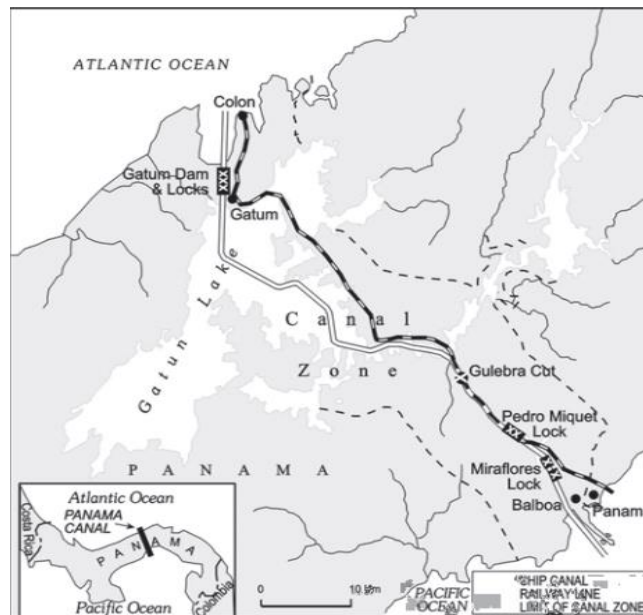 ATLANTIC OCEAN
Colon
Gatum Dam
& Locks
Gatum
Gatun Lake
Canal
Zone
Gulebra Cut
Pedro Miquet
Lock
Miraflores
Lock
PANAMA
Balboa
Panam
Atlantic Ocean
PANAMA
CANAL
Costa Rica
PANAMA
Colombia
Pacific Ocean
0
10
PACIFIC
OCEAN
SHIP CANAL
RAILWAY LINE
LIMIT OF CANAL ZON